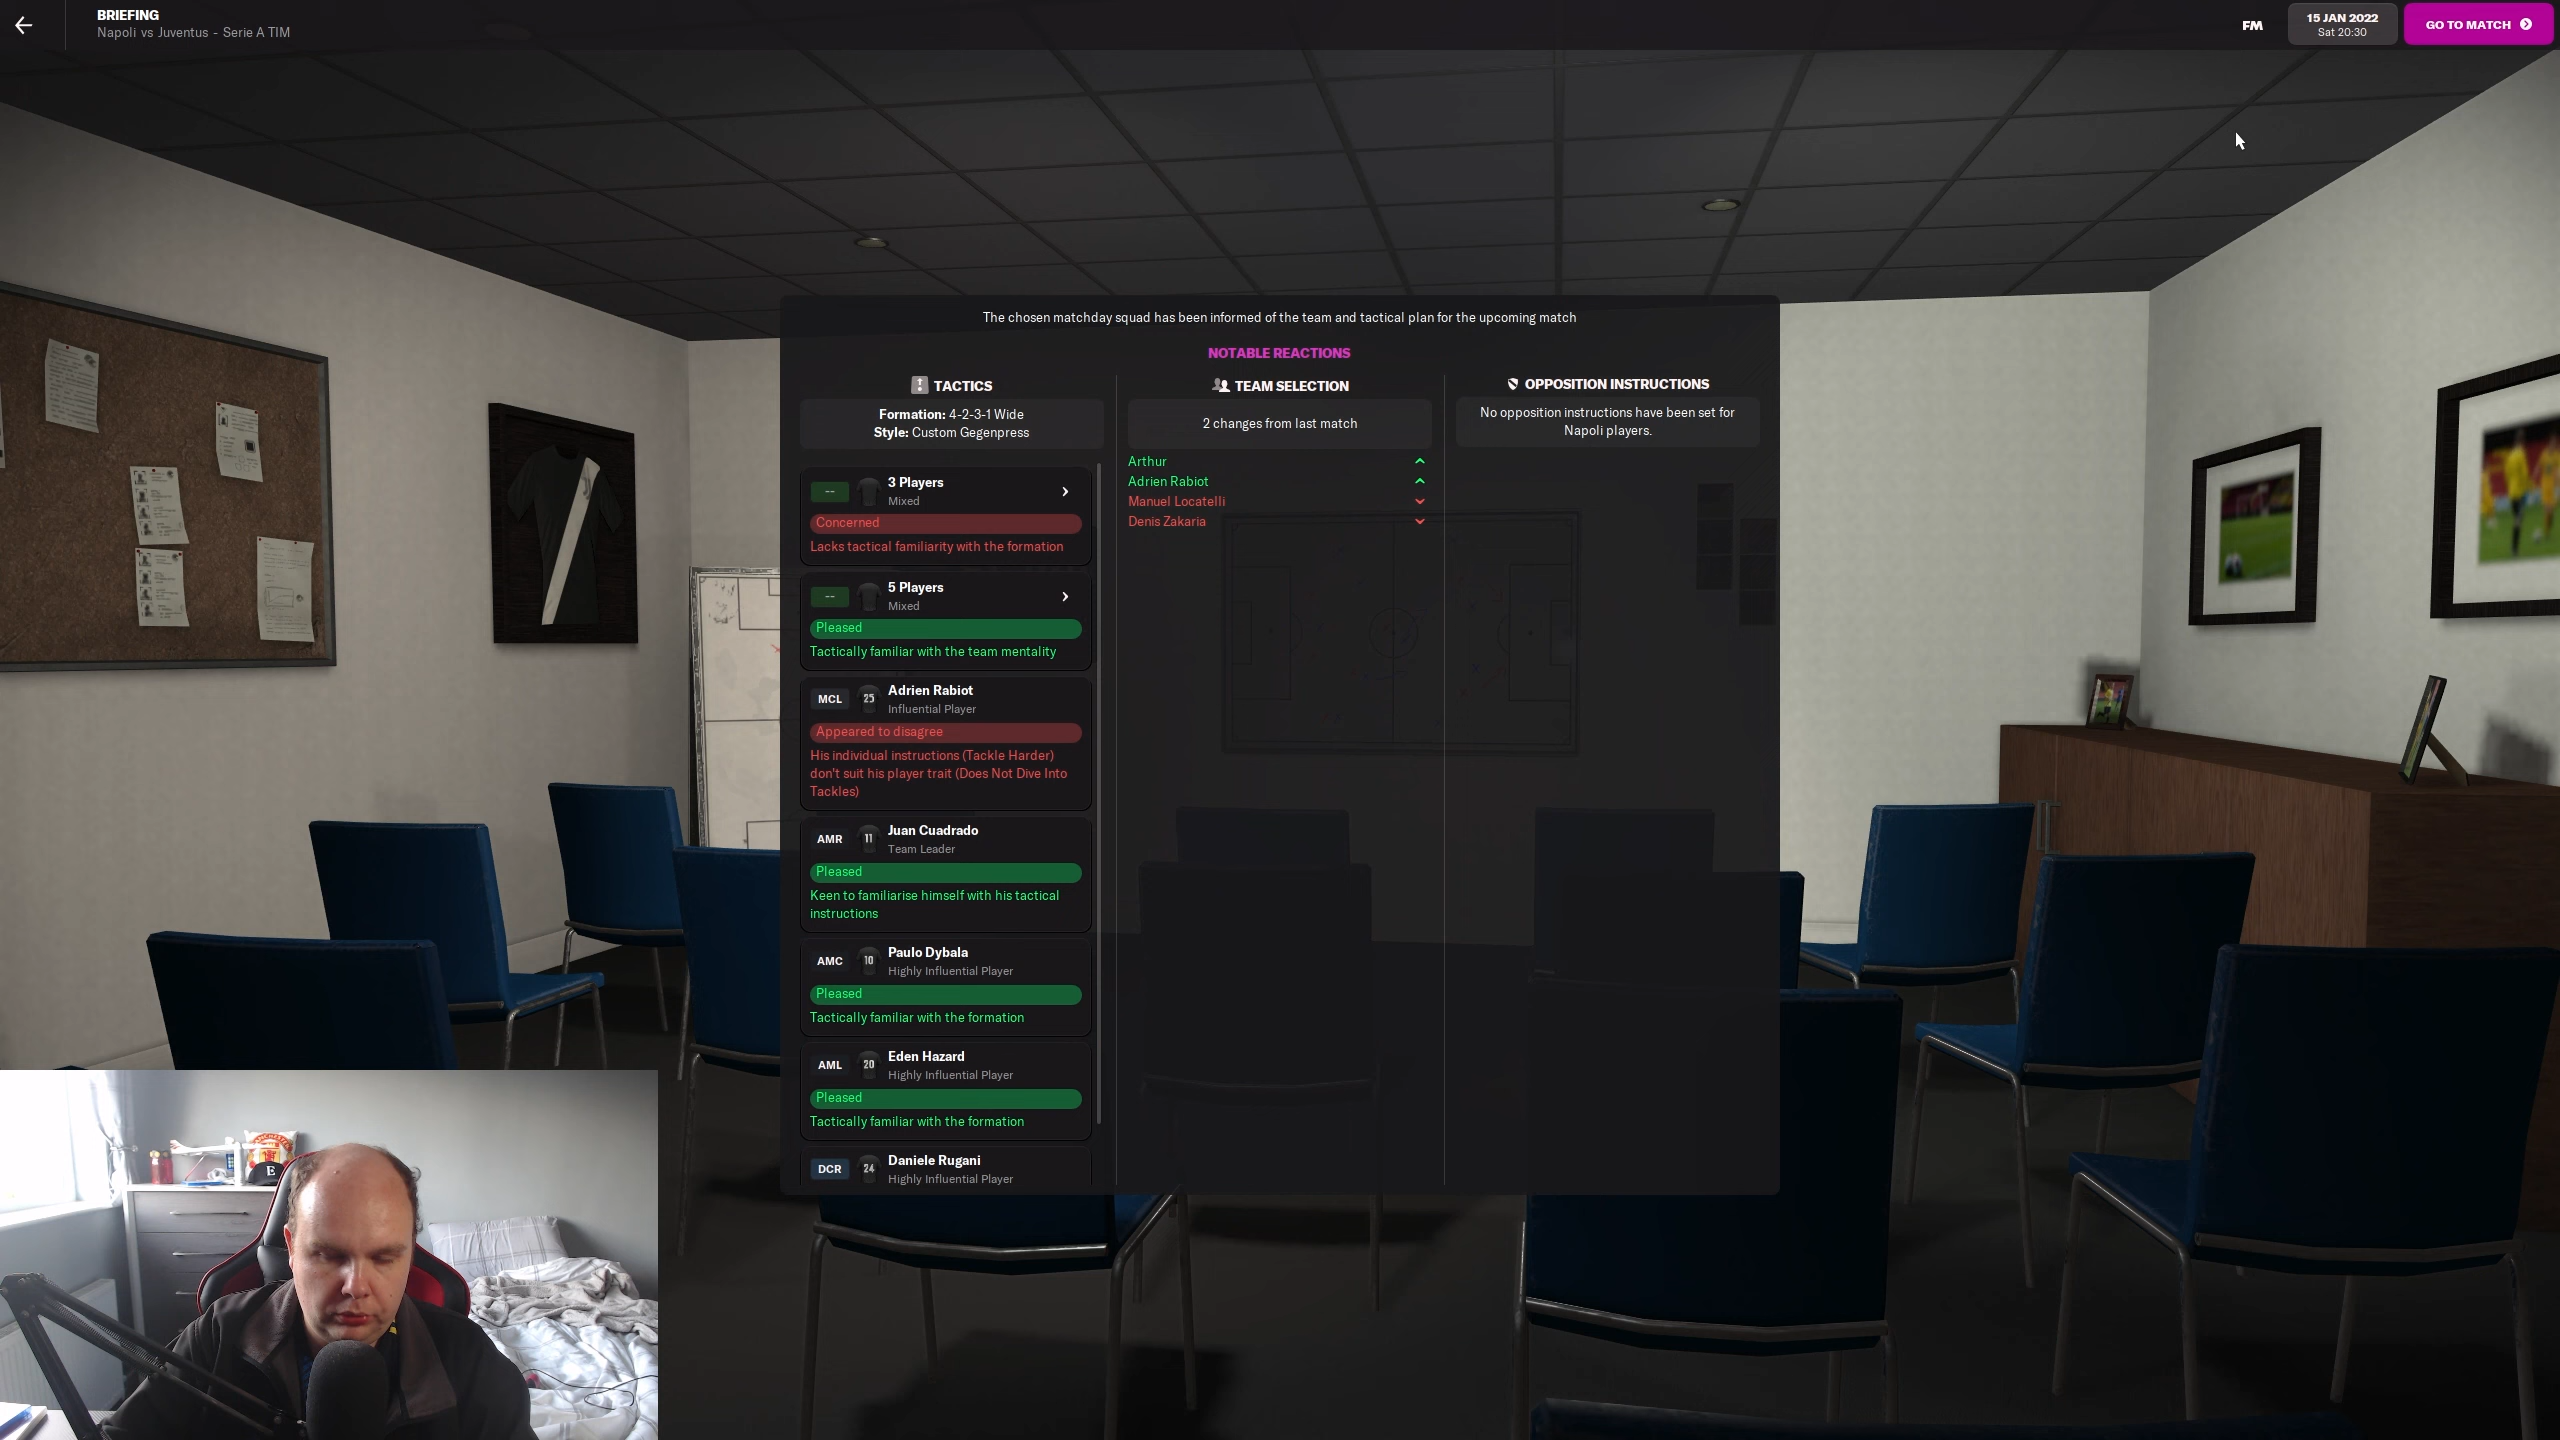 BRIEFING
Napoli vs Juventus - Serie A TIM
FM
15 JAN 2022
Sat 20:30
GO TO MATCH
The chosen matchday squad has been informed of the team and tactical plan for the upcoming match
NOTABLE REACTIONS
TACTICS
Formation: 4-2-3-1 Wide
Style: Custom Gegenpress
3 Players
--
Mixed
Concerned
Lacks tactical familiarity with the formation
5 Players
--
Mixed
Pleased
Tactically familiar with the team mentality
Adrien Rabiot
MCL 25
Influential Player
Appeared to disagree
His individual instructions (Tackle Harder)
don't suit his player trait (Does Not Dive Into
Tackles)
Juan Cuadrado
AMR 11
Team Leader
Pleased
Keen to familiarise himself with his tactical
instructions
Paulo Dybala
AMC 10
Highly Influential Player
Pleased
Tactically familiar with the formation
Eden Hazard
AML 20
Highly Influential Player
Pleased
Tactically familiar with the formation
Daniele Rugani
DCR 24
Highly Influential Player
TEAM SELECTION
2 changes from last match
Arthur
Adrien Rabiot
Manuel Locatelli
Denis Zakaria
OPPOSITION INSTRUCTIONS
No opposition instructions have been set for
Napoli players.
E